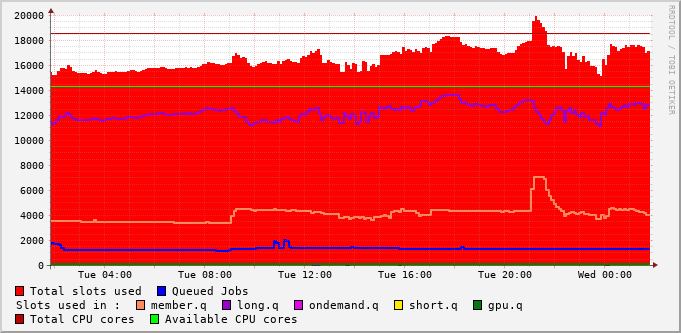 20000
18000
16000
14000
12000
10000
8000
6000
4000
2000
0
Tue 04:00 Tue 08:00 Tue 12:00 Tue 16:00 Tue 20:00 Wed 00:00
RRDTOOL / TOBI OETIKER
Total slots used Queued Jobs
Slots used in : member.q long.q ondemand.q short.q gpu.q
Total CPU cores Available CPU cores